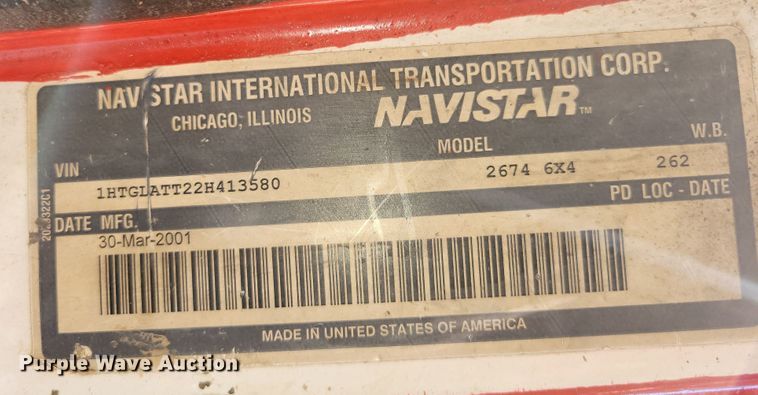 NAVISTAR INTERNATIONAL TRANSPORTATION CORP.
CHICAGO, ILLINOIS NAVISTAR™
VIN MODEL W.B.
1HTGLATT22H413580 2674 6X4 262
DATE MFG. PD LOC - DATE
30-Mar-2001
MADE IN UNITED STATES OF AMERICA
Purple Wave Auction